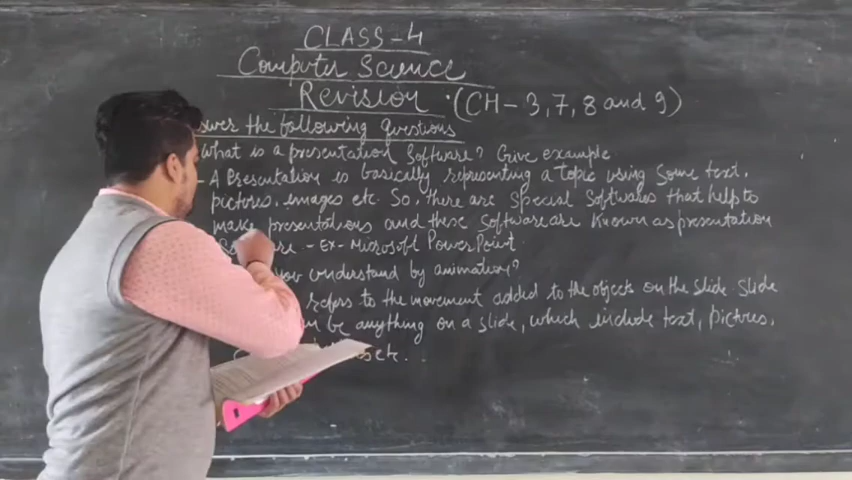 CLASS-4
Computer Science
Revision. (CH-3,7,8 and 9)
the following questions
what is a presentation Software? Give example
- A Presentation is basically representing a topic using some text,
pictures, images etc. So, there are special softwares that help to
make presentations and these software are known as presentation
- Ex- Microsoft PowerPoint.
you understand by animation?
refers to the movement added to the objects on the slide. Slide
be anything on a slide, which include text, pictures,
etc.